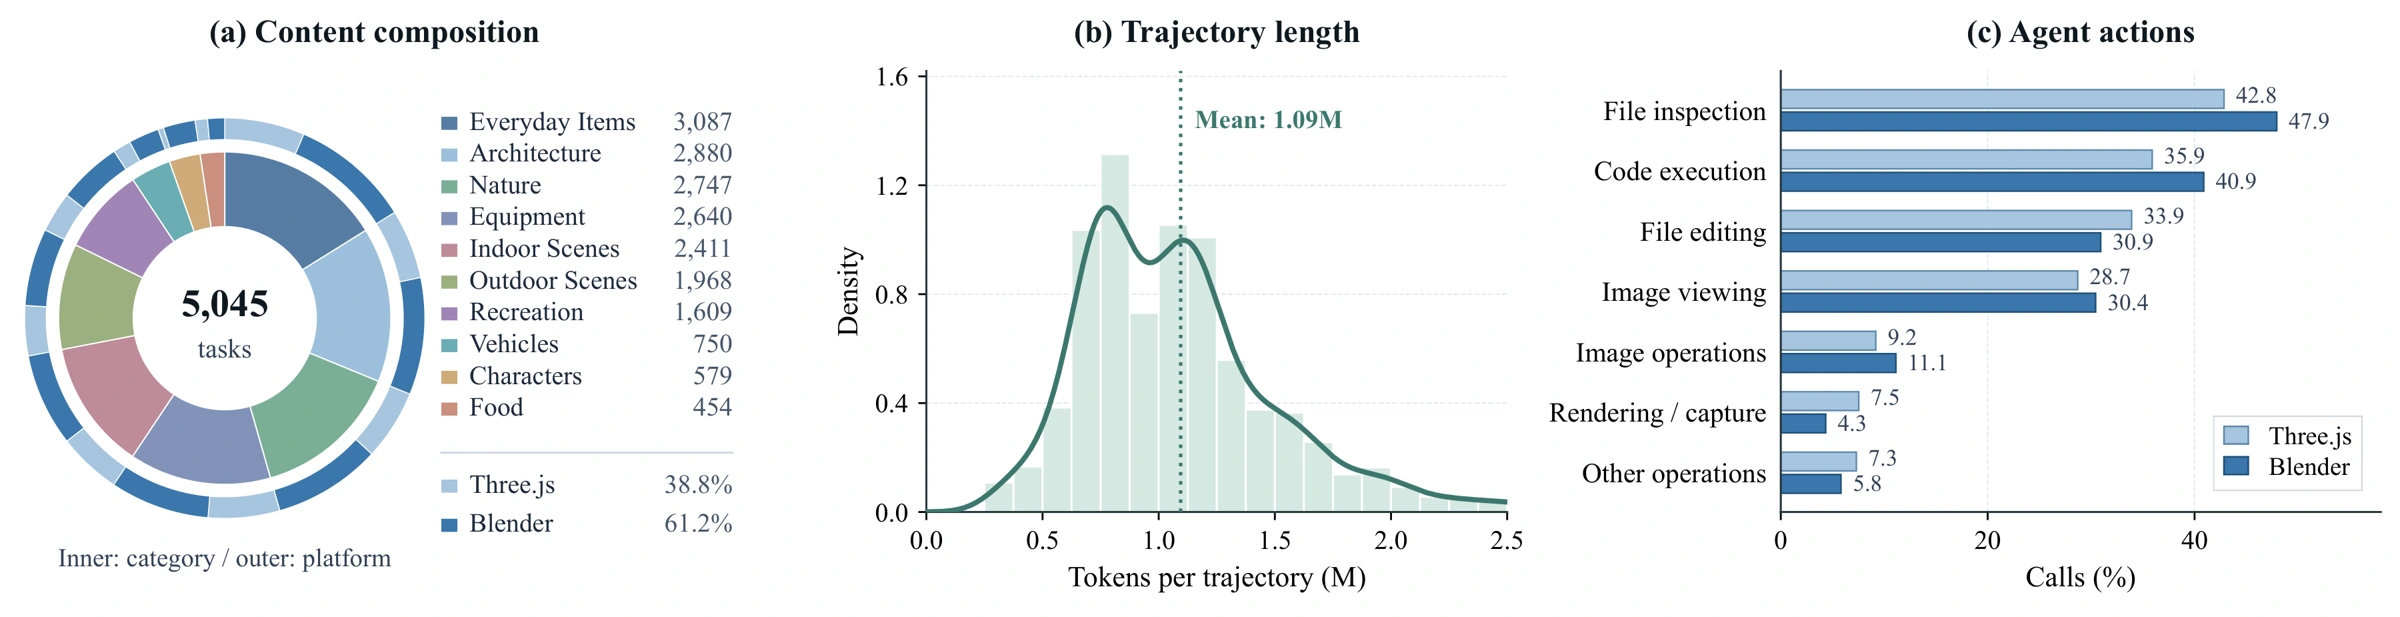 (a) Content composition
5,045
tasks
Everyday Items 3,087
Architecture 2,880
Nature 2,747
Equipment 2,640
Indoor Scenes 2,411
Outdoor Scenes 1,968
Recreation 1,609
Vehicles 750
Characters 579
Food 454
Three.js 38.8%
Blender 61.2%
Inner: category / outer: platform
(b) Trajectory length
Density
1.6
1.2
0.8
0.4
0.0
Mean: 1.09M
0.0 0.5 1.0 1.5 2.0 2.5
Tokens per trajectory (M)
(c) Agent actions
File inspection 42.8 47.9
Code execution 35.9 40.9
File editing 33.9 30.9
Image viewing 28.7 30.4
Image operations 9.2 11.1
Rendering / capture 7.5 4.3
Other operations 7.3 5.8
Three.js
Blender
0 20 40
Calls (%)